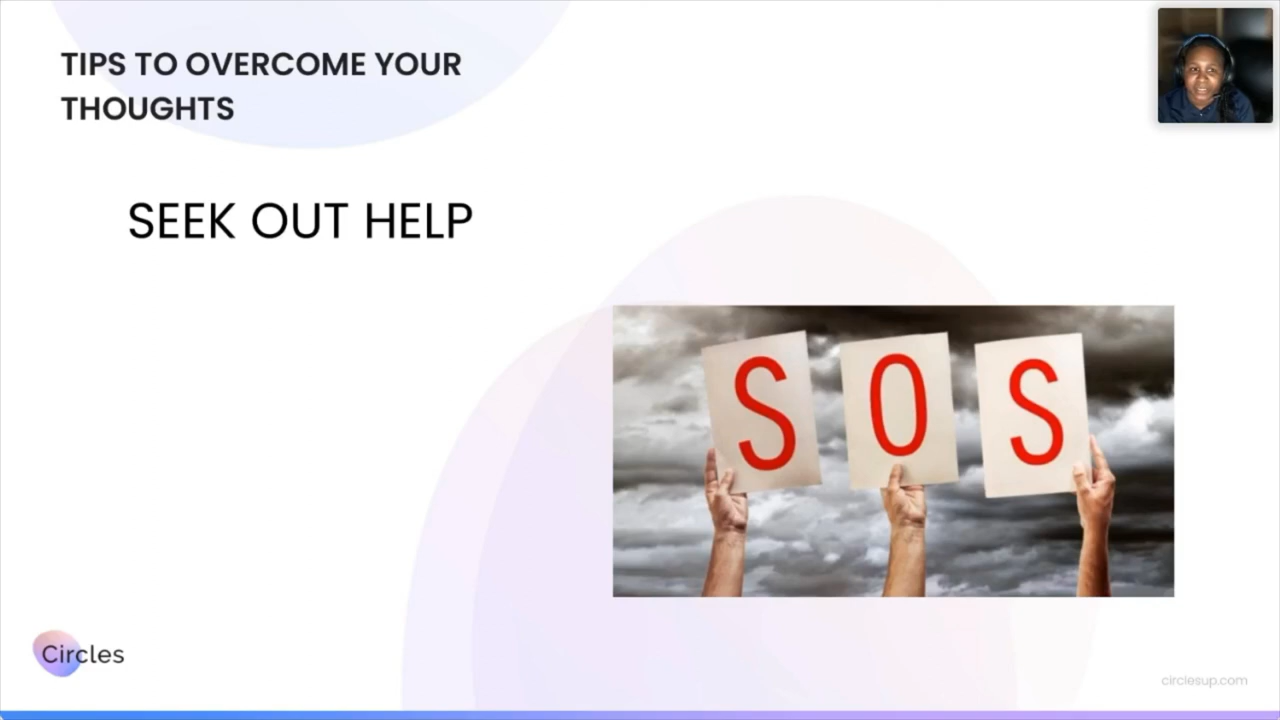 TIPS TO OVERCOME YOUR
THOUGHTS
SEEK OUT HELP
S O S
Circles
circlesup.com